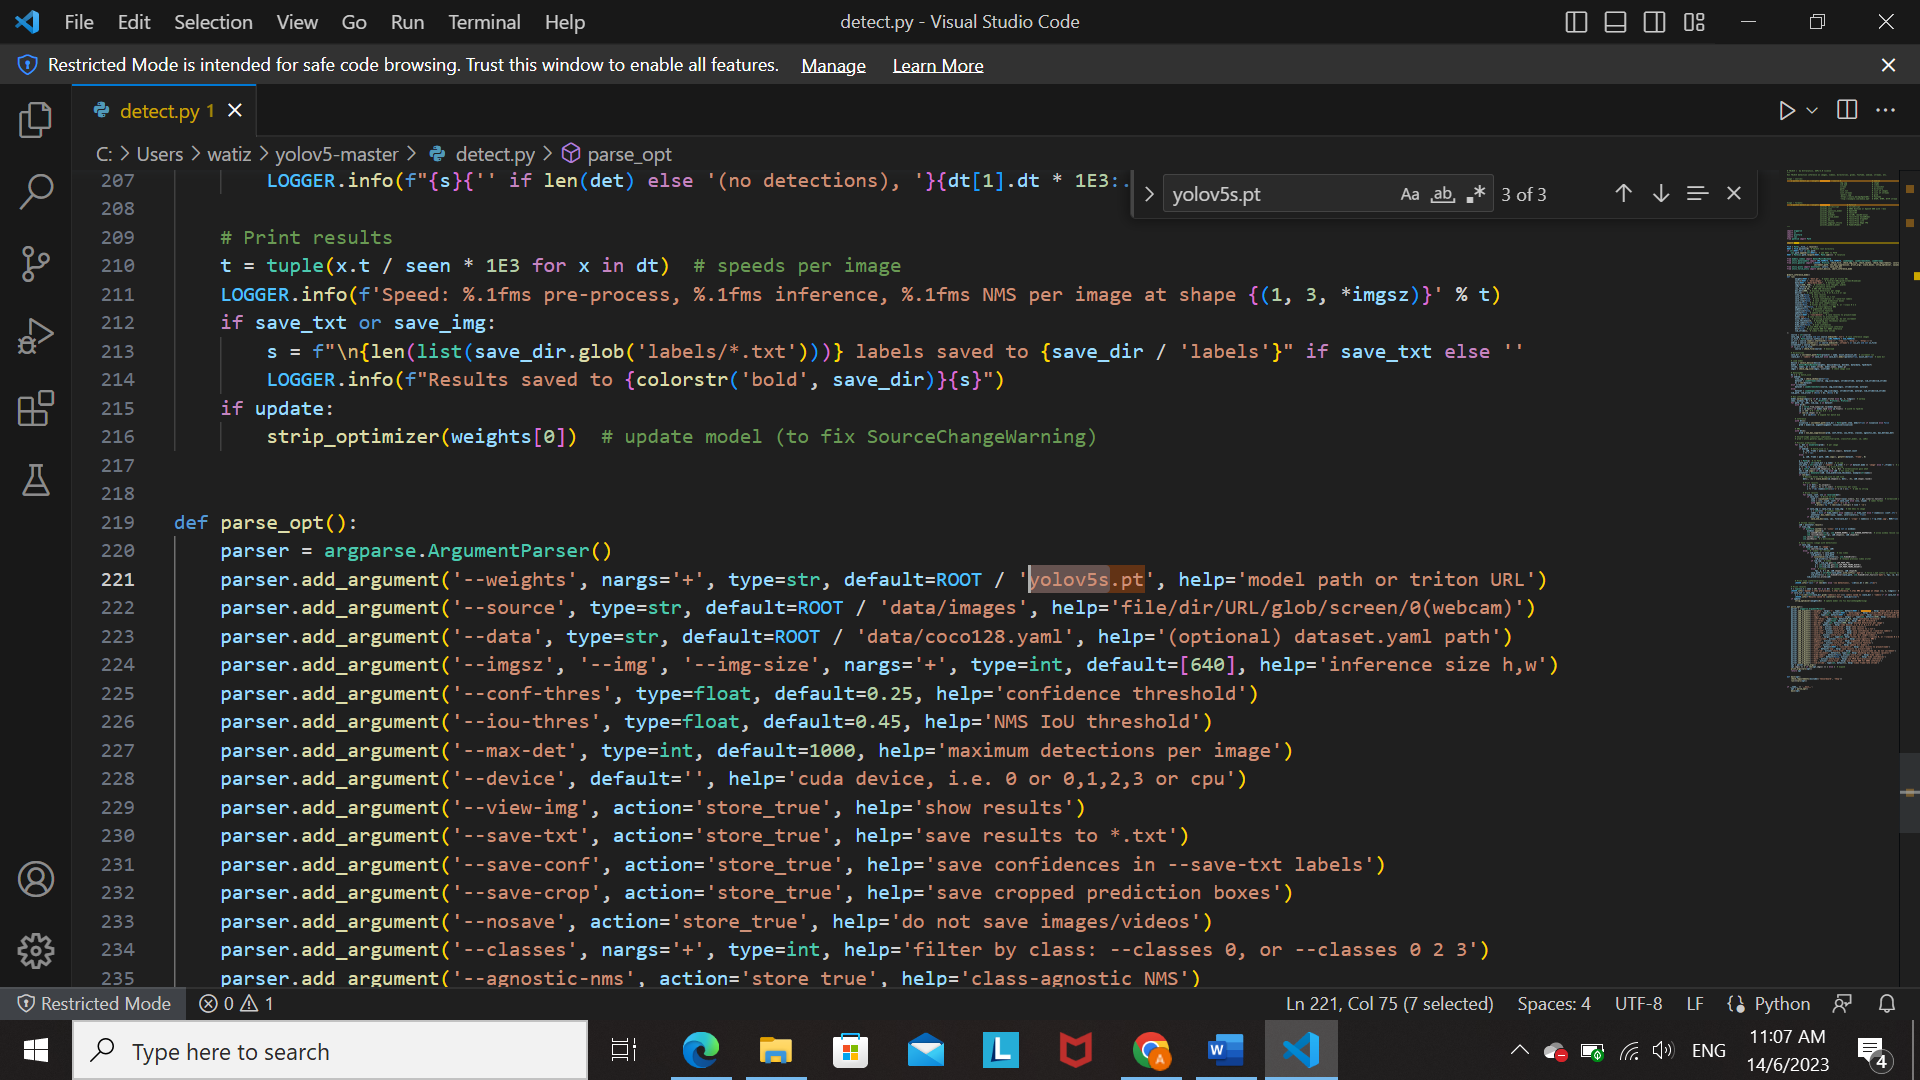 File Edit Selection View Go Run Terminal Help detect.py - Visual Studio Code
Restricted Mode is intended for safe code browsing. Trust this window to enable all features. Manage Learn More
detect.py 1
C: > Users > watiz > yolov5-master > detect.py > parse_opt
yolov5s.pt Aa ab .* 3 of 3
207 LOGGER.info(f"{s}{'' if len(det) else '(no detections), '}{dt[1].dt * 1E3:.
208
209 # Print results
210 t = tuple(x.t / seen * 1E3 for x in dt)  # speeds per image
211 LOGGER.info(f'Speed: %.1fms pre-process, %.1fms inference, %.1fms NMS per image at shape {(1, 3, *imgsz)}' % t)
212 if save_txt or save_img:
213 s = f"\n{len(list(save_dir.glob('labels/*.txt')))} labels saved to {save_dir / 'labels'}" if save_txt else ''
214 LOGGER.info(f"Results saved to {colorstr('bold', save_dir)}{s}")
215 if update:
216 strip_optimizer(weights[0])  # update model (to fix SourceChangeWarning)
217
218
219 def parse_opt():
220 parser = argparse.ArgumentParser()
221 parser.add_argument('--weights', nargs='+', type=str, default=ROOT / 'yolov5s.pt', help='model path or triton URL')
222 parser.add_argument('--source', type=str, default=ROOT / 'data/images', help='file/dir/URL/glob/screen/0(webcam)')
223 parser.add_argument('--data', type=str, default=ROOT / 'data/coco128.yaml', help='(optional) dataset.yaml path')
224 parser.add_argument('--imgsz', '--img', '--img-size', nargs='+', type=int, default=[640], help='inference size h,w')
225 parser.add_argument('--conf-thres', type=float, default=0.25, help='confidence threshold')
226 parser.add_argument('--iou-thres', type=float, default=0.45, help='NMS IoU threshold')
227 parser.add_argument('--max-det', type=int, default=1000, help='maximum detections per image')
228 parser.add_argument('--device', default='', help='cuda device, i.e. 0 or 0,1,2,3 or cpu')
229 parser.add_argument('--view-img', action='store_true', help='show results')
230 parser.add_argument('--save-txt', action='store_true', help='save results to *.txt')
231 parser.add_argument('--save-conf', action='store_true', help='save confidences in --save-txt labels')
232 parser.add_argument('--save-crop', action='store_true', help='save cropped prediction boxes')
233 parser.add_argument('--nosave', action='store_true', help='do not save images/videos')
234 parser.add_argument('--classes', nargs='+', type=int, help='filter by class: --classes 0, or --classes 0 2 3')
235 parser.add_argument('--agnostic-nms', action='store_true', help='class-agnostic NMS')
Restricted Mode 0 1 Ln 221, Col 75 (7 selected) Spaces: 4 UTF-8 LF Python
Type here to search
L W A
ENG
11:07 AM
14/6/2023
4